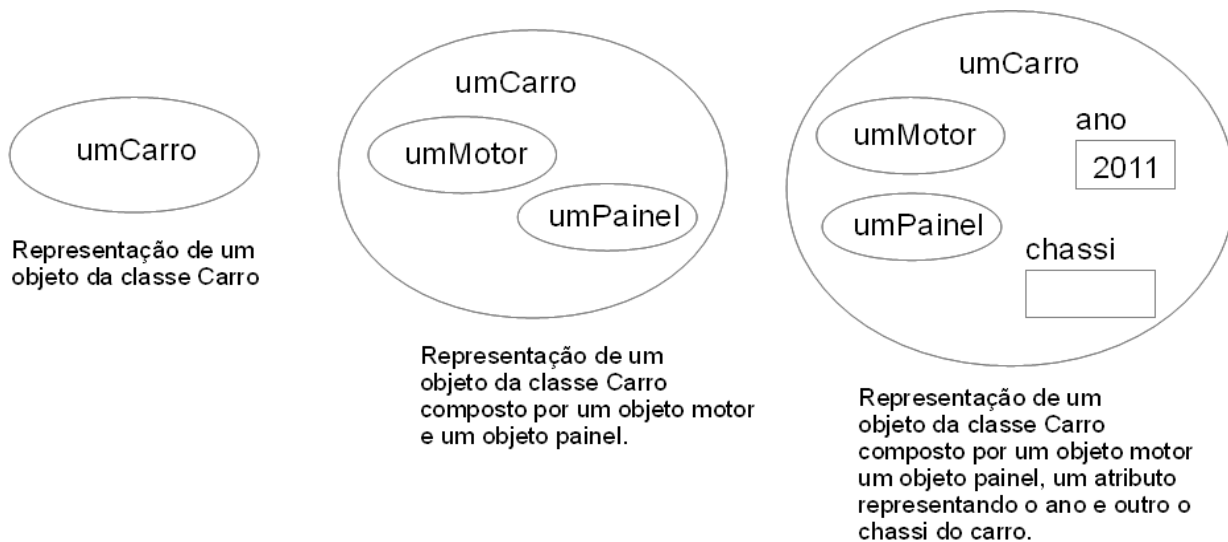 umCarro
Representação de um
objeto da classe Carro
umCarro
umMotor
umPainel
Representação de um
objeto da classe Carro
composto por um objeto motor
e um objeto painel.
umCarro
umMotor
ano
2011
umPainel
chassi
Representação de um
objeto da classe Carro
composto por um objeto motor
um objeto painel, um atributo
representando o ano e outro o
chassi do carro.